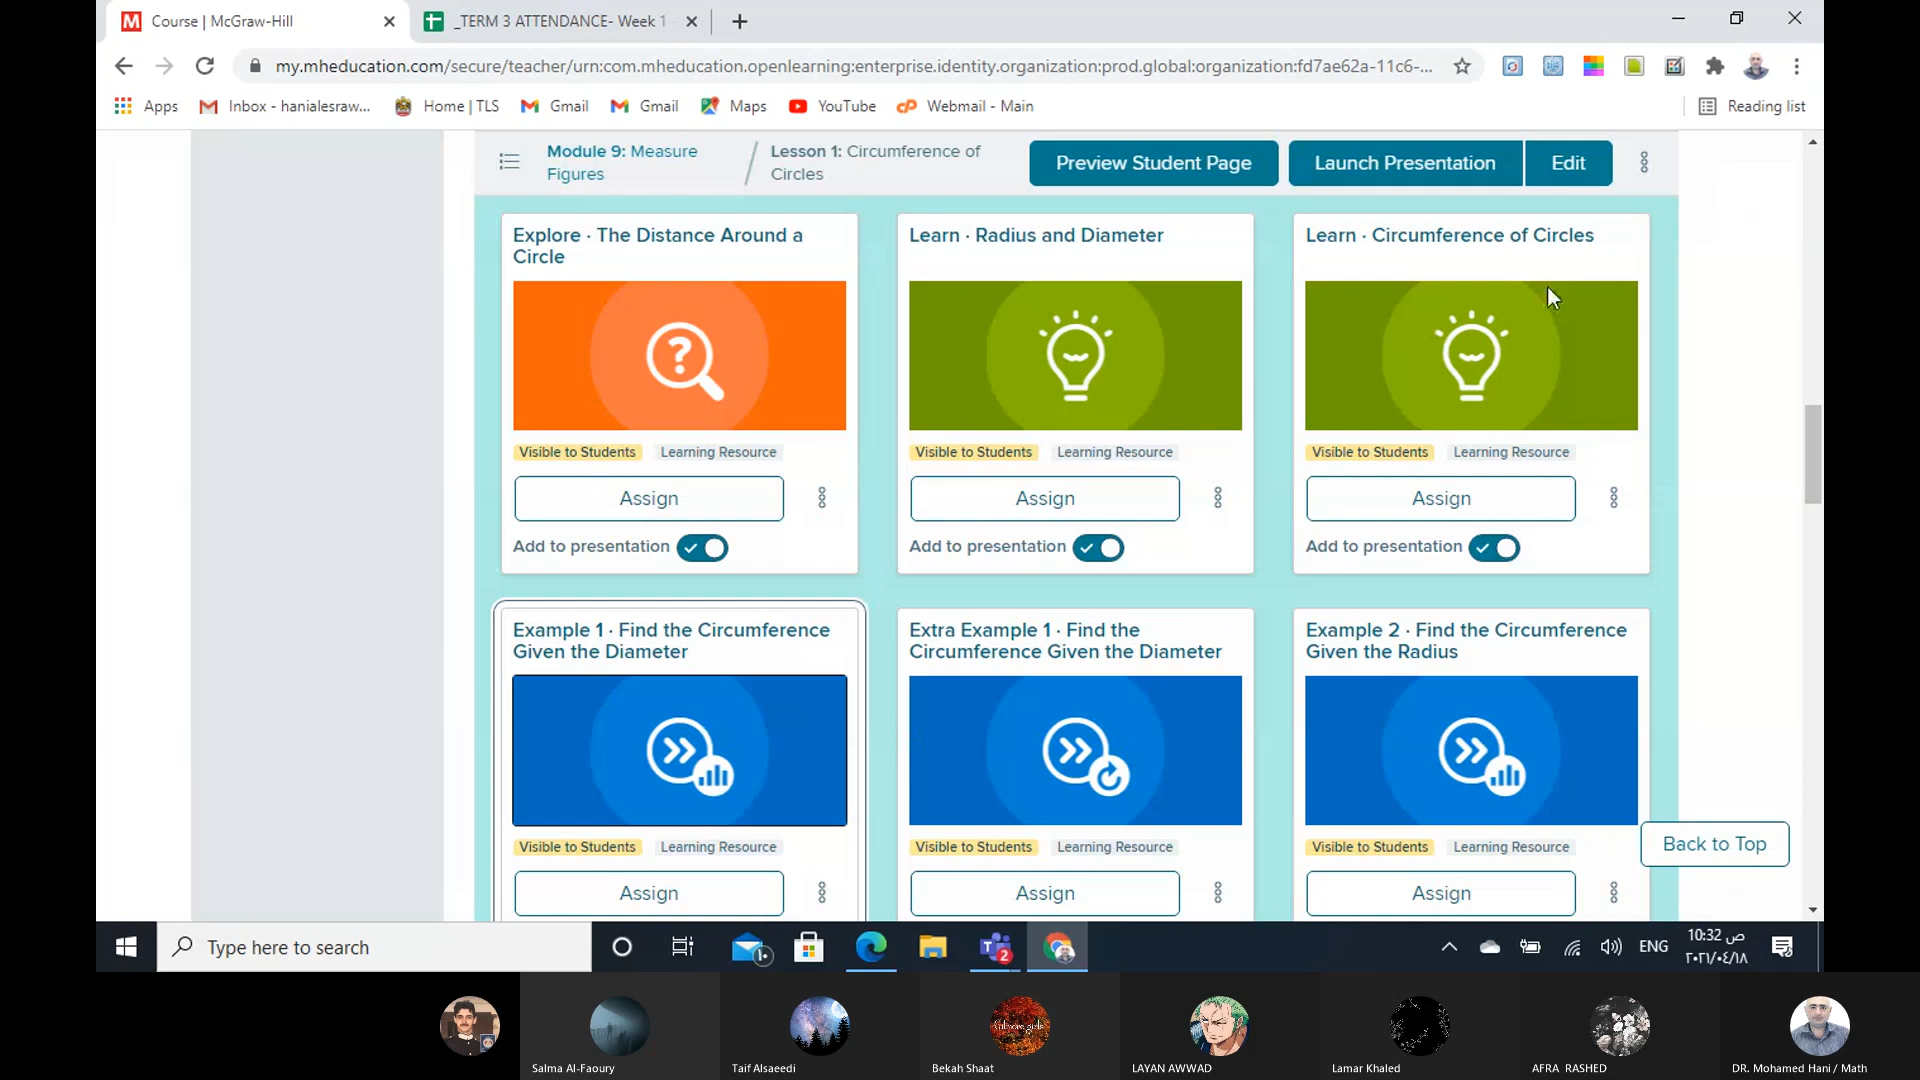 Course | McGraw-Hill
_TERM 3 ATTENDANCE- Week 1
my.mheducation.com/secure/teacher/urn:com.mheducation.openlearning:enterprise.identity.organization:prod.global:organization:fd7ae62a-11c6-...
Apps
Inbox - hanialesraw...
Home | TLS
Gmail
Gmail
Maps
YouTube
Webmail - Main
Reading list
Module 9: Measure
Figures
Lesson 1: Circumference of
Circles
Preview Student Page
Launch Presentation
Edit
Explore · The Distance Around a
Circle
Learn · Radius and Diameter
Learn · Circumference of Circles
Visible to Students
Learning Resource
Visible to Students
Learning Resource
Visible to Students
Learning Resource
Assign
Assign
Assign
Add to presentation
Add to presentation
Add to presentation
Example 1 · Find the Circumference
Given the Diameter
Extra Example 1 · Find the
Circumference Given the Diameter
Example 2 · Find the Circumference
Given the Radius
Visible to Students
Learning Resource
Visible to Students
Learning Resource
Visible to Students
Learning Resource
Back to Top
Assign
Assign
Assign
Type here to search
2
ENG
10:32 ص
٢٠٢١/٠٤/١٨
Gilmore girls
Salma Al-Faoury
Taif Alsaeedi
Bekah Shaat
LAYAN AWWAD
Lamar Khaled
AFRA RASHED
DR. Mohamed Hani / Math